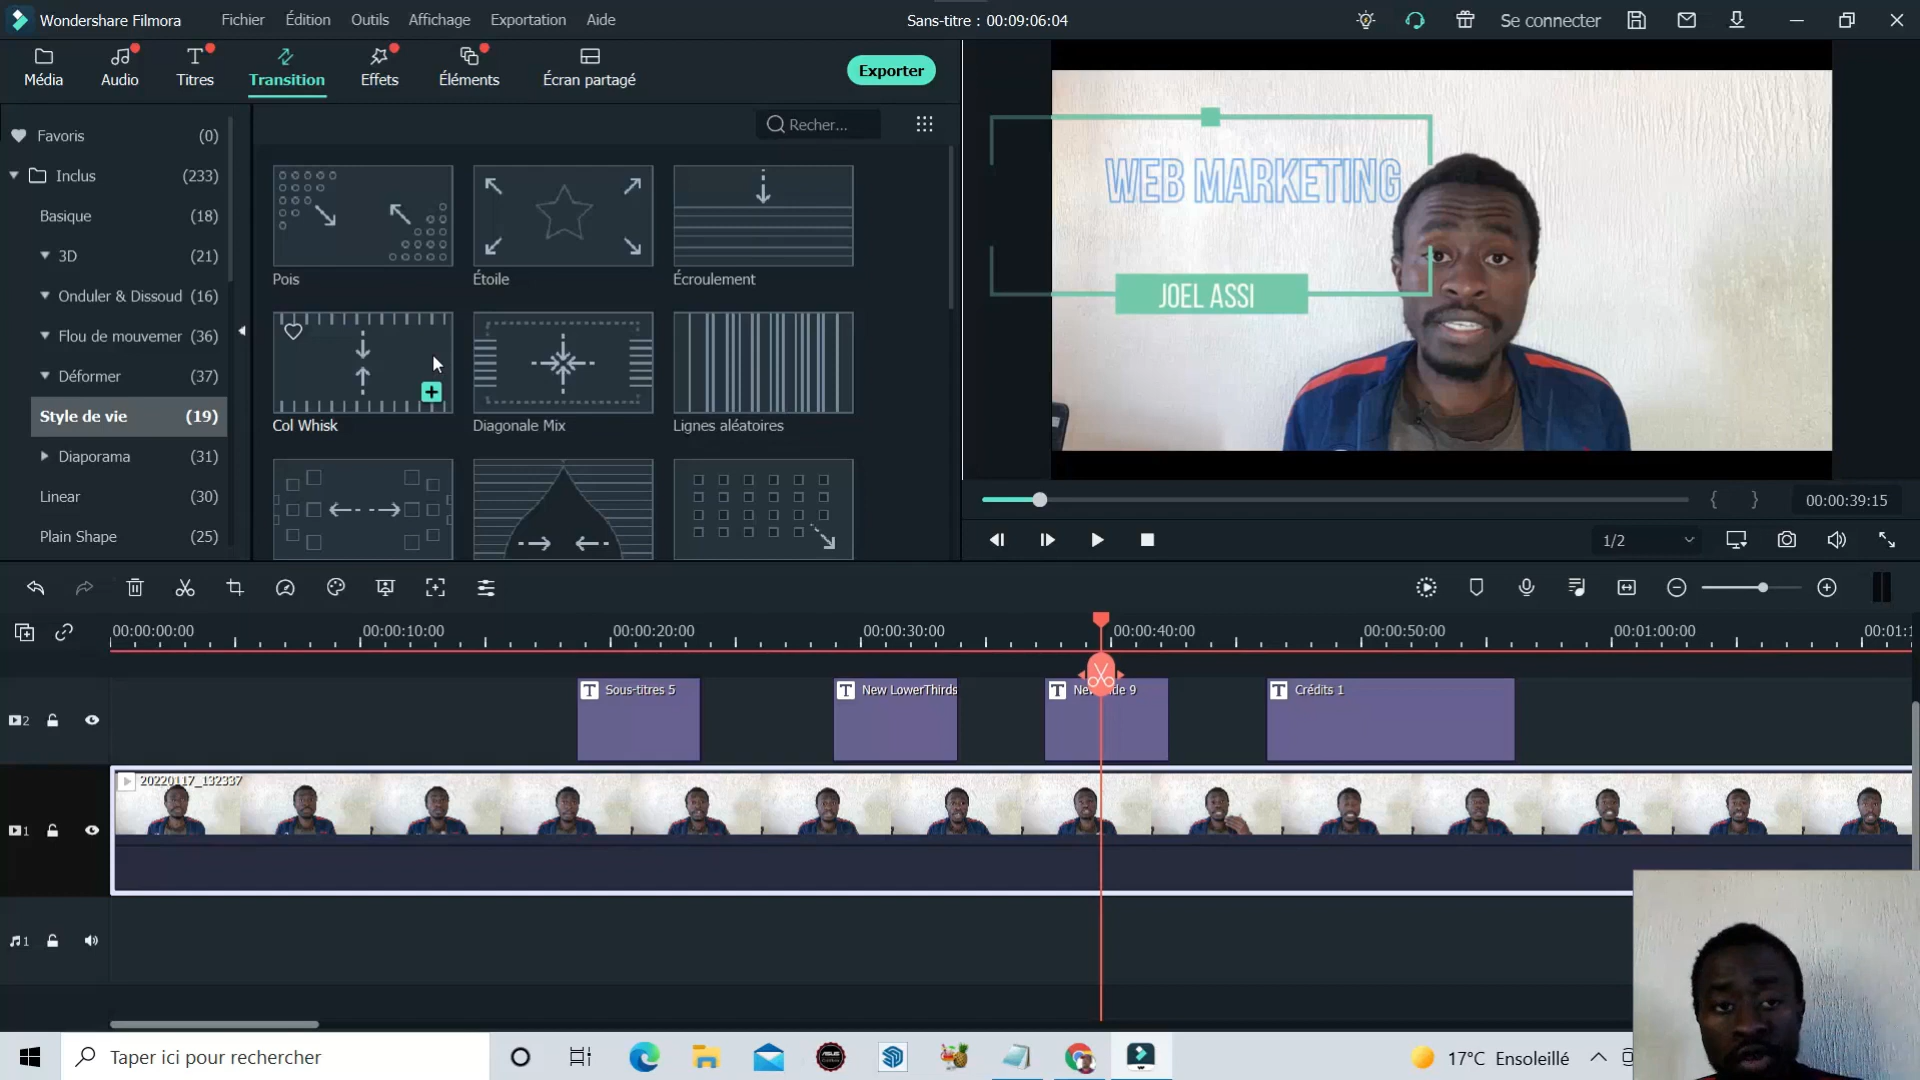 Wondershare Filmora
Fichier
Édition
Outils
Affichage
Exportation
Aide
Sans-titre : 00:09:06:04
Se connecter
Média
Audio
Titres
Transition
Effets
Éléments
Écran partagé
Exporter
Recher...
Favoris (0)
Inclus (233)
Basique (18)
3D (21)
Onduler & Dissoud (16)
Flou de mouvemer (36)
Déformer (37)
Style de vie (19)
Diaporama (31)
Linear (30)
Plain Shape (25)
Pois
Étoile
Écroulement
Col Whisk
Diagonale Mix
Lignes aléatoires
WEB MARKETING
JOEL ASSI
00:00:39:15
1/2
00:00:00:00
00:00:10:00
00:00:20:00
00:00:30:00
00:00:40:00
00:00:50:00
00:01:00:00
00:01:1
2
T Sous-titres 5
T New LowerThirds
T New
de 9
T Crédits 1
1
20220117_132337
1
Taper ici pour rechercher
17°C Ensoleillé